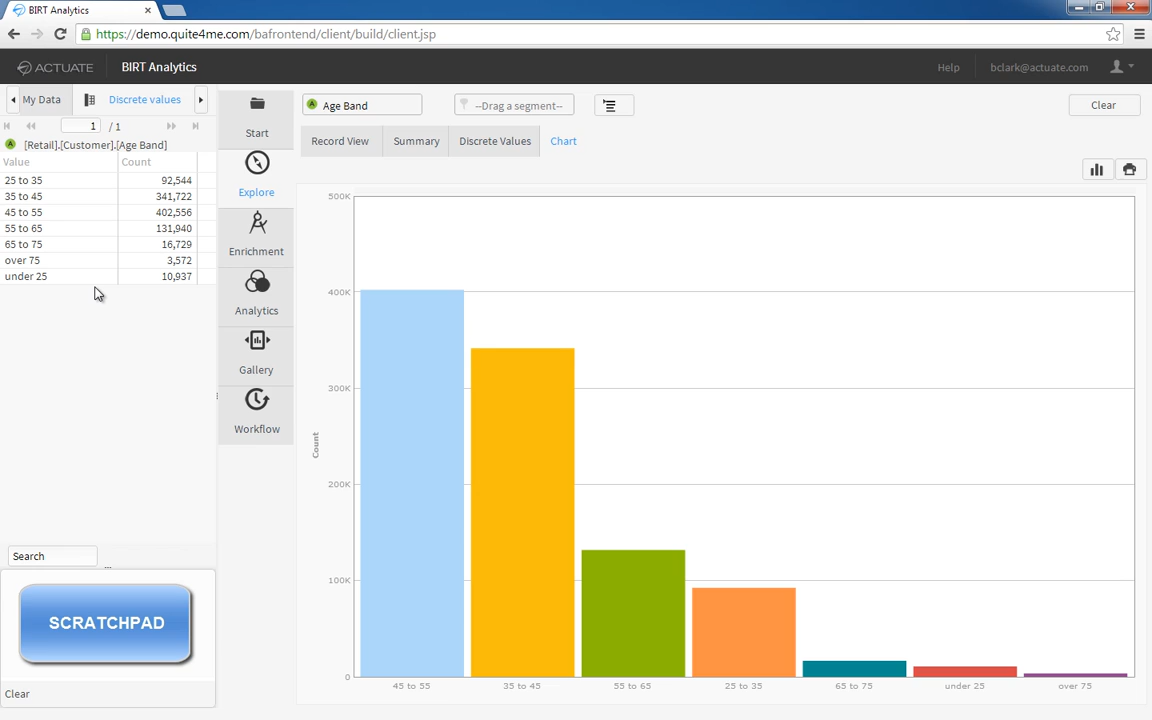 BIRT Analytics
https://demo.quite4me.com/bafrontend/client/build/client.jsp
ACTUATE
BIRT Analytics
Help
bclark@actuate.com
My Data
Discrete values
1 / 1
A [Retail].[Customer].[Age Band]
Value Count
25 to 35 92,544
35 to 45 341,722
45 to 55 402,556
55 to 65 131,940
65 to 75 16,729
over 75 3,572
under 25 10,937
Search
...
SCRATCHPAD
Clear
Start
Explore
Enrichment
Analytics
Gallery
Workflow
A Age Band
--Drag a segment--
Clear
Record View
Summary
Discrete Values
Chart
500K
400K
300K
200K
100K
0
Count
45 to 55
35 to 45
55 to 65
25 to 35
65 to 75
under 25
over 75